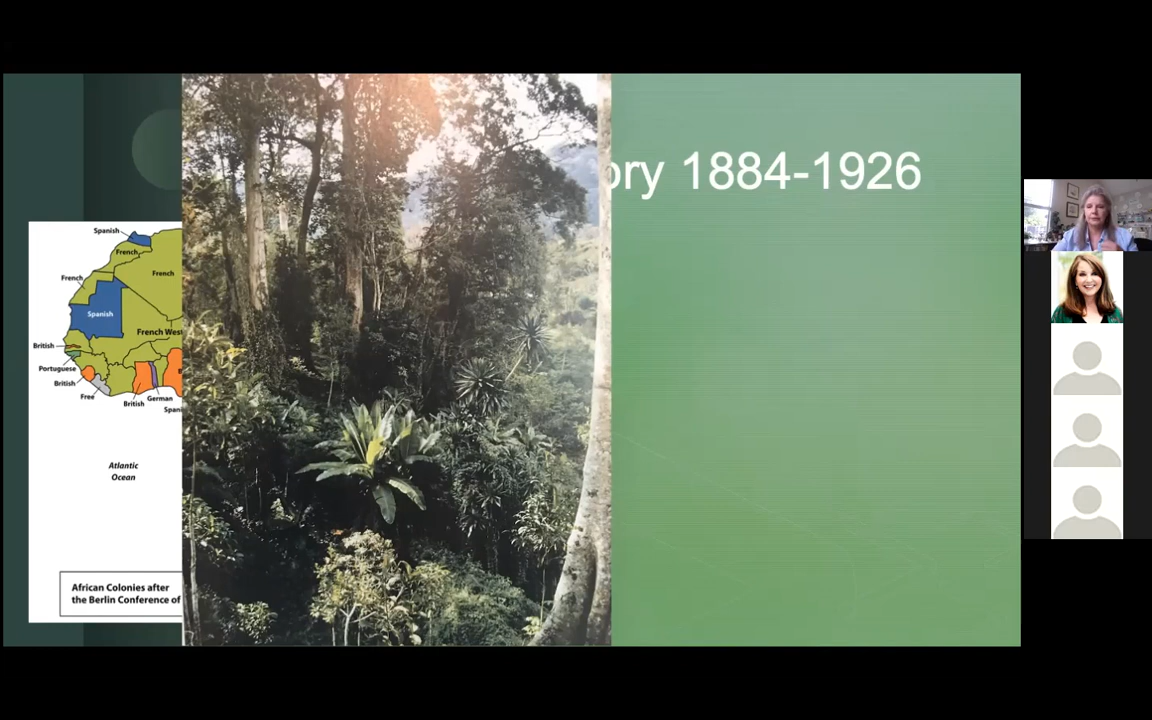 ory 1884-1926
Spanish
French
French
French
Spanish
French West
British
Portuguese
British
Free
British
German
Spani
Atlantic
Ocean
African Colonies after
the Berlin Conference of